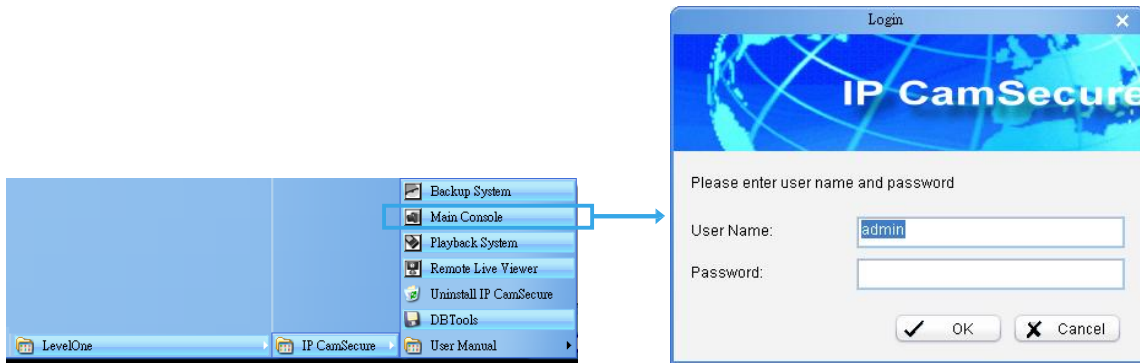 Login
IP CamSecure
Please enter user name and password
User Name:
admin
Password:
OK
Cancel
Backup System
Main Console
Playback System
Remote Live Viewer
Uninstall IP CamSecure
DBTools
LevelOne
IP CamSecure
User Manual